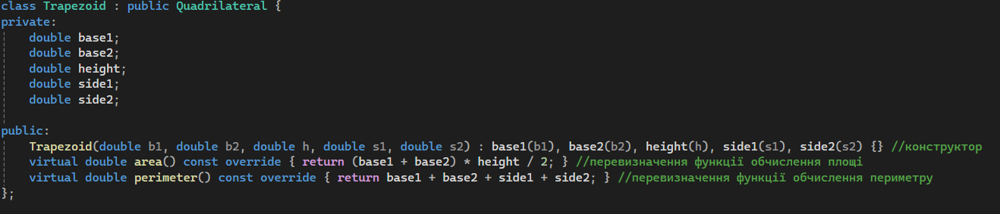 class Trapezoid : public Quadrilateral {
private:
    double base1;
    double base2;
    double height;
    double side1;
    double side2;

public:
    Trapezoid(double b1, double b2, double h, double s1, double s2) : base1(b1), base2(b2), height(h), side1(s1), side2(s2) {} //конструктор
    virtual double area() const override { return (base1 + base2) * height / 2; } //перевизначення функції обчислення площі
    virtual double perimeter() const override { return base1 + base2 + side1 + side2; } //перевизначення функції обчислення периметру
};